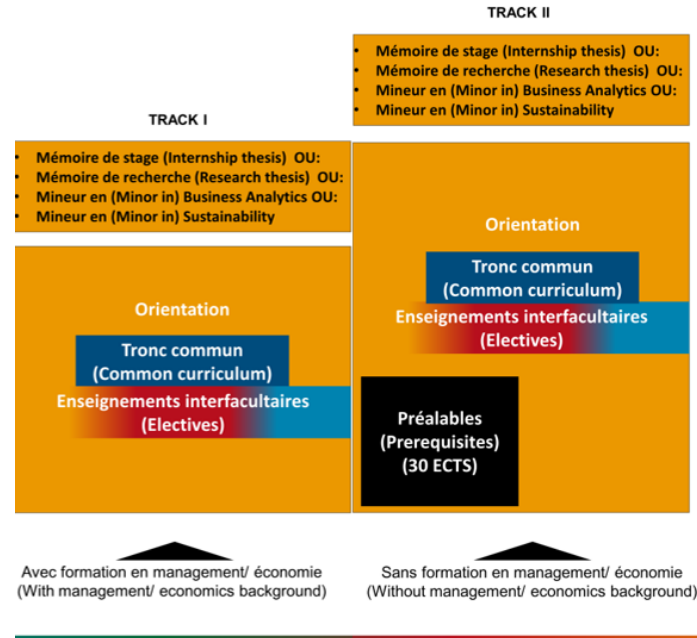 TRACK I
• Mémoire de stage (Internship thesis) OU:
• Mémoire de recherche (Research thesis) OU:
• Mineur en (Minor in) Business Analytics OU:
• Mineur en (Minor in) Sustainability
Orientation
Tronc commun
(Common curriculum)
Enseignements interfacultaires
(Electives)
Avec formation en management/ économie
(With management/ economics background)
TRACK II
• Mémoire de stage (Internship thesis) OU:
• Mémoire de recherche (Research thesis) OU:
• Mineur en (Minor in) Business Analytics OU:
• Mineur en (Minor in) Sustainability
Orientation
Tronc commun
(Common curriculum)
Enseignements interfacultaires
(Electives)
Préalables
(Prerequisites)
(30 ECTS)
Sans formation en management/ économie
(Without management/ economics background)